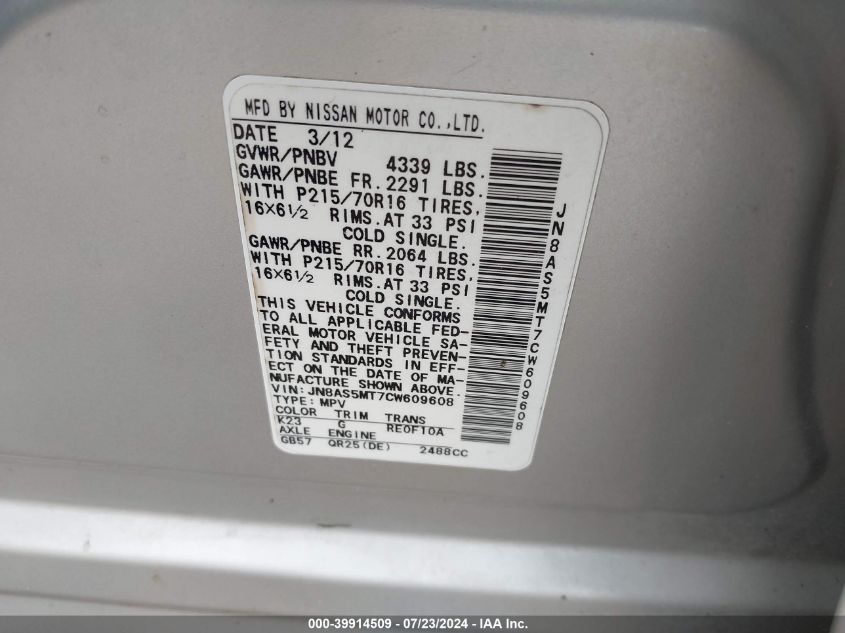 MFD BY NISSAN MOTOR CO.,LTD.
DATE 3/12
GVWR/PNBV 4339 LBS.
GAWR/PNBE FR. 2291 LBS.
WITH P215/70R16 TIRES,
16X6½ RIMS.AT 33 PSI
COLD SINGLE.
GAWR/PNBE RR. 2064 LBS.
WITH P215/70R16 TIRES,
16X6½ RIMS.AT 33 PSI
COLD SINGLE.
THIS VEHICLE CONFORMS
TO ALL APPLICABLE FED-
ERAL MOTOR VEHICLE SA-
FETY AND THEFT PREVEN-
TION STANDARDS IN EFF-
ECT ON THE DATE OF MA-
NUFACTURE SHOWN ABOVE.
VIN:JN8AS5MT7CW609608
TYPE: MPV
COLOR TRIM TRANS
K23 G RE0F10A
AXLE ENGINE
GB57 QR25(DE) 2488CC
JN8AS5MT7CW609608
000-39914509 - 07/23/2024 - IAA, Inc.